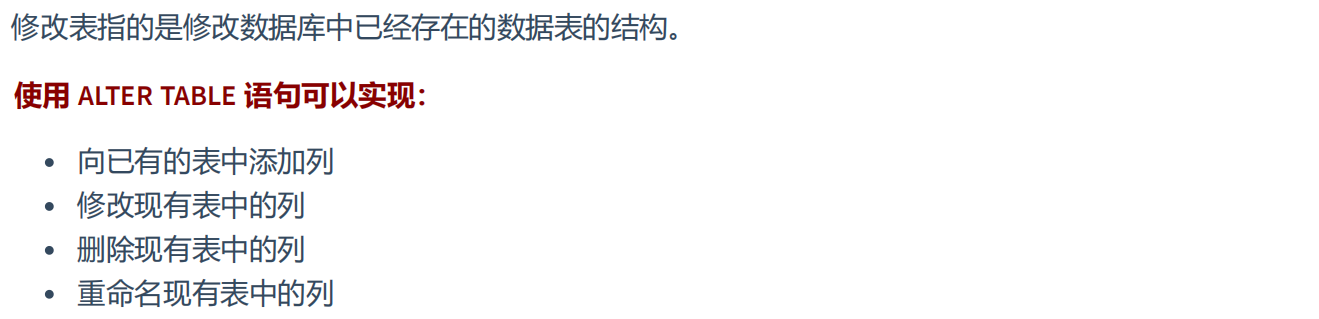 修改表指的是修改数据库中已经存在的数据表的结构。
使用 ALTER TABLE 语句可以实现：
• 向已有的表中添加列
• 修改现有表中的列
• 删除现有表中的列
• 重命名现有表中的列